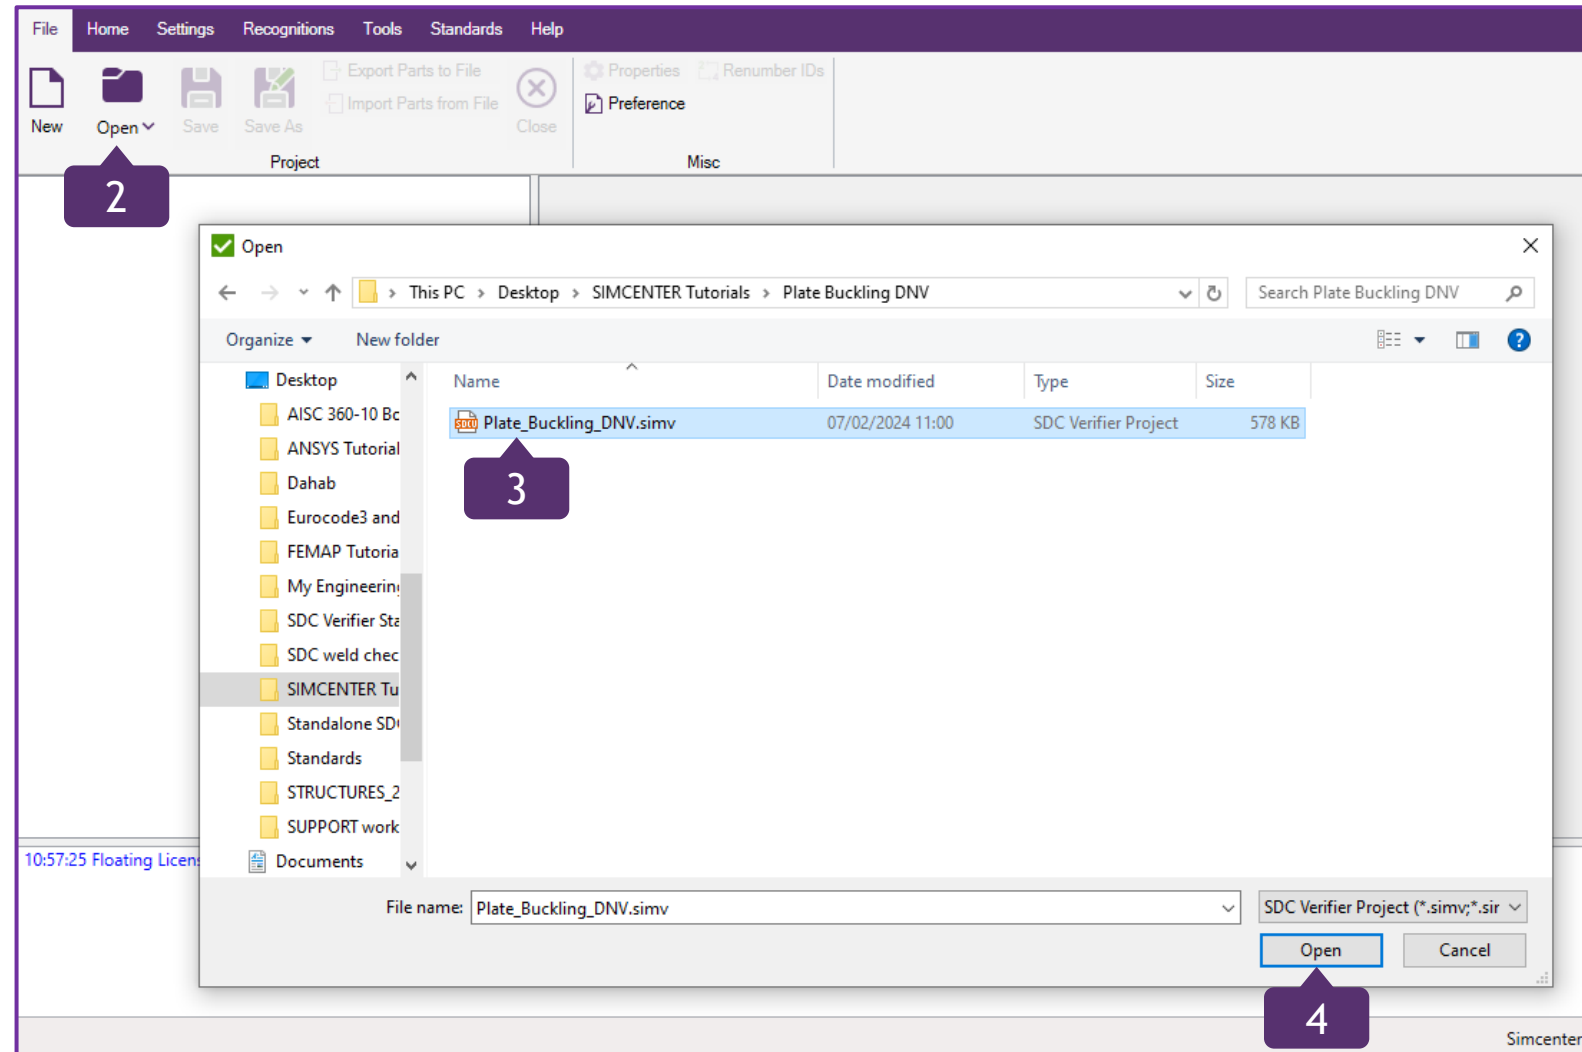 File Home Settings Recognitions Tools Standards Help
Export Parts to File
Properties Renumber IDs
Import Parts from File
Preference
New Open Save Save As Close
Project Misc
2
Open
This PC > Desktop > SIMCENTER Tutorials > Plate Buckling DNV
Search Plate Buckling DNV
Organize New folder
?
Name Date modified Type Size
Plate_Buckling_DNV.simv 07/02/2024 11:00 SDC Verifier Project 578 KB
3
Desktop
AISC 360-10 Bc
ANSYS Tutorial
Dahab
Eurocode3 and
FEMAP Tutoria
My Engineering
SDC Verifier Sta
SDC weld chec
SIMCENTER Tu
Standalone SD
Standards
STRUCTURES_2
SUPPORT work
Documents
10:57:25 Floating Licens
File name: Plate_Buckling_DNV.simv
SDC Verifier Project (*.simv;*.sir
Open Cancel
4
Simcenter